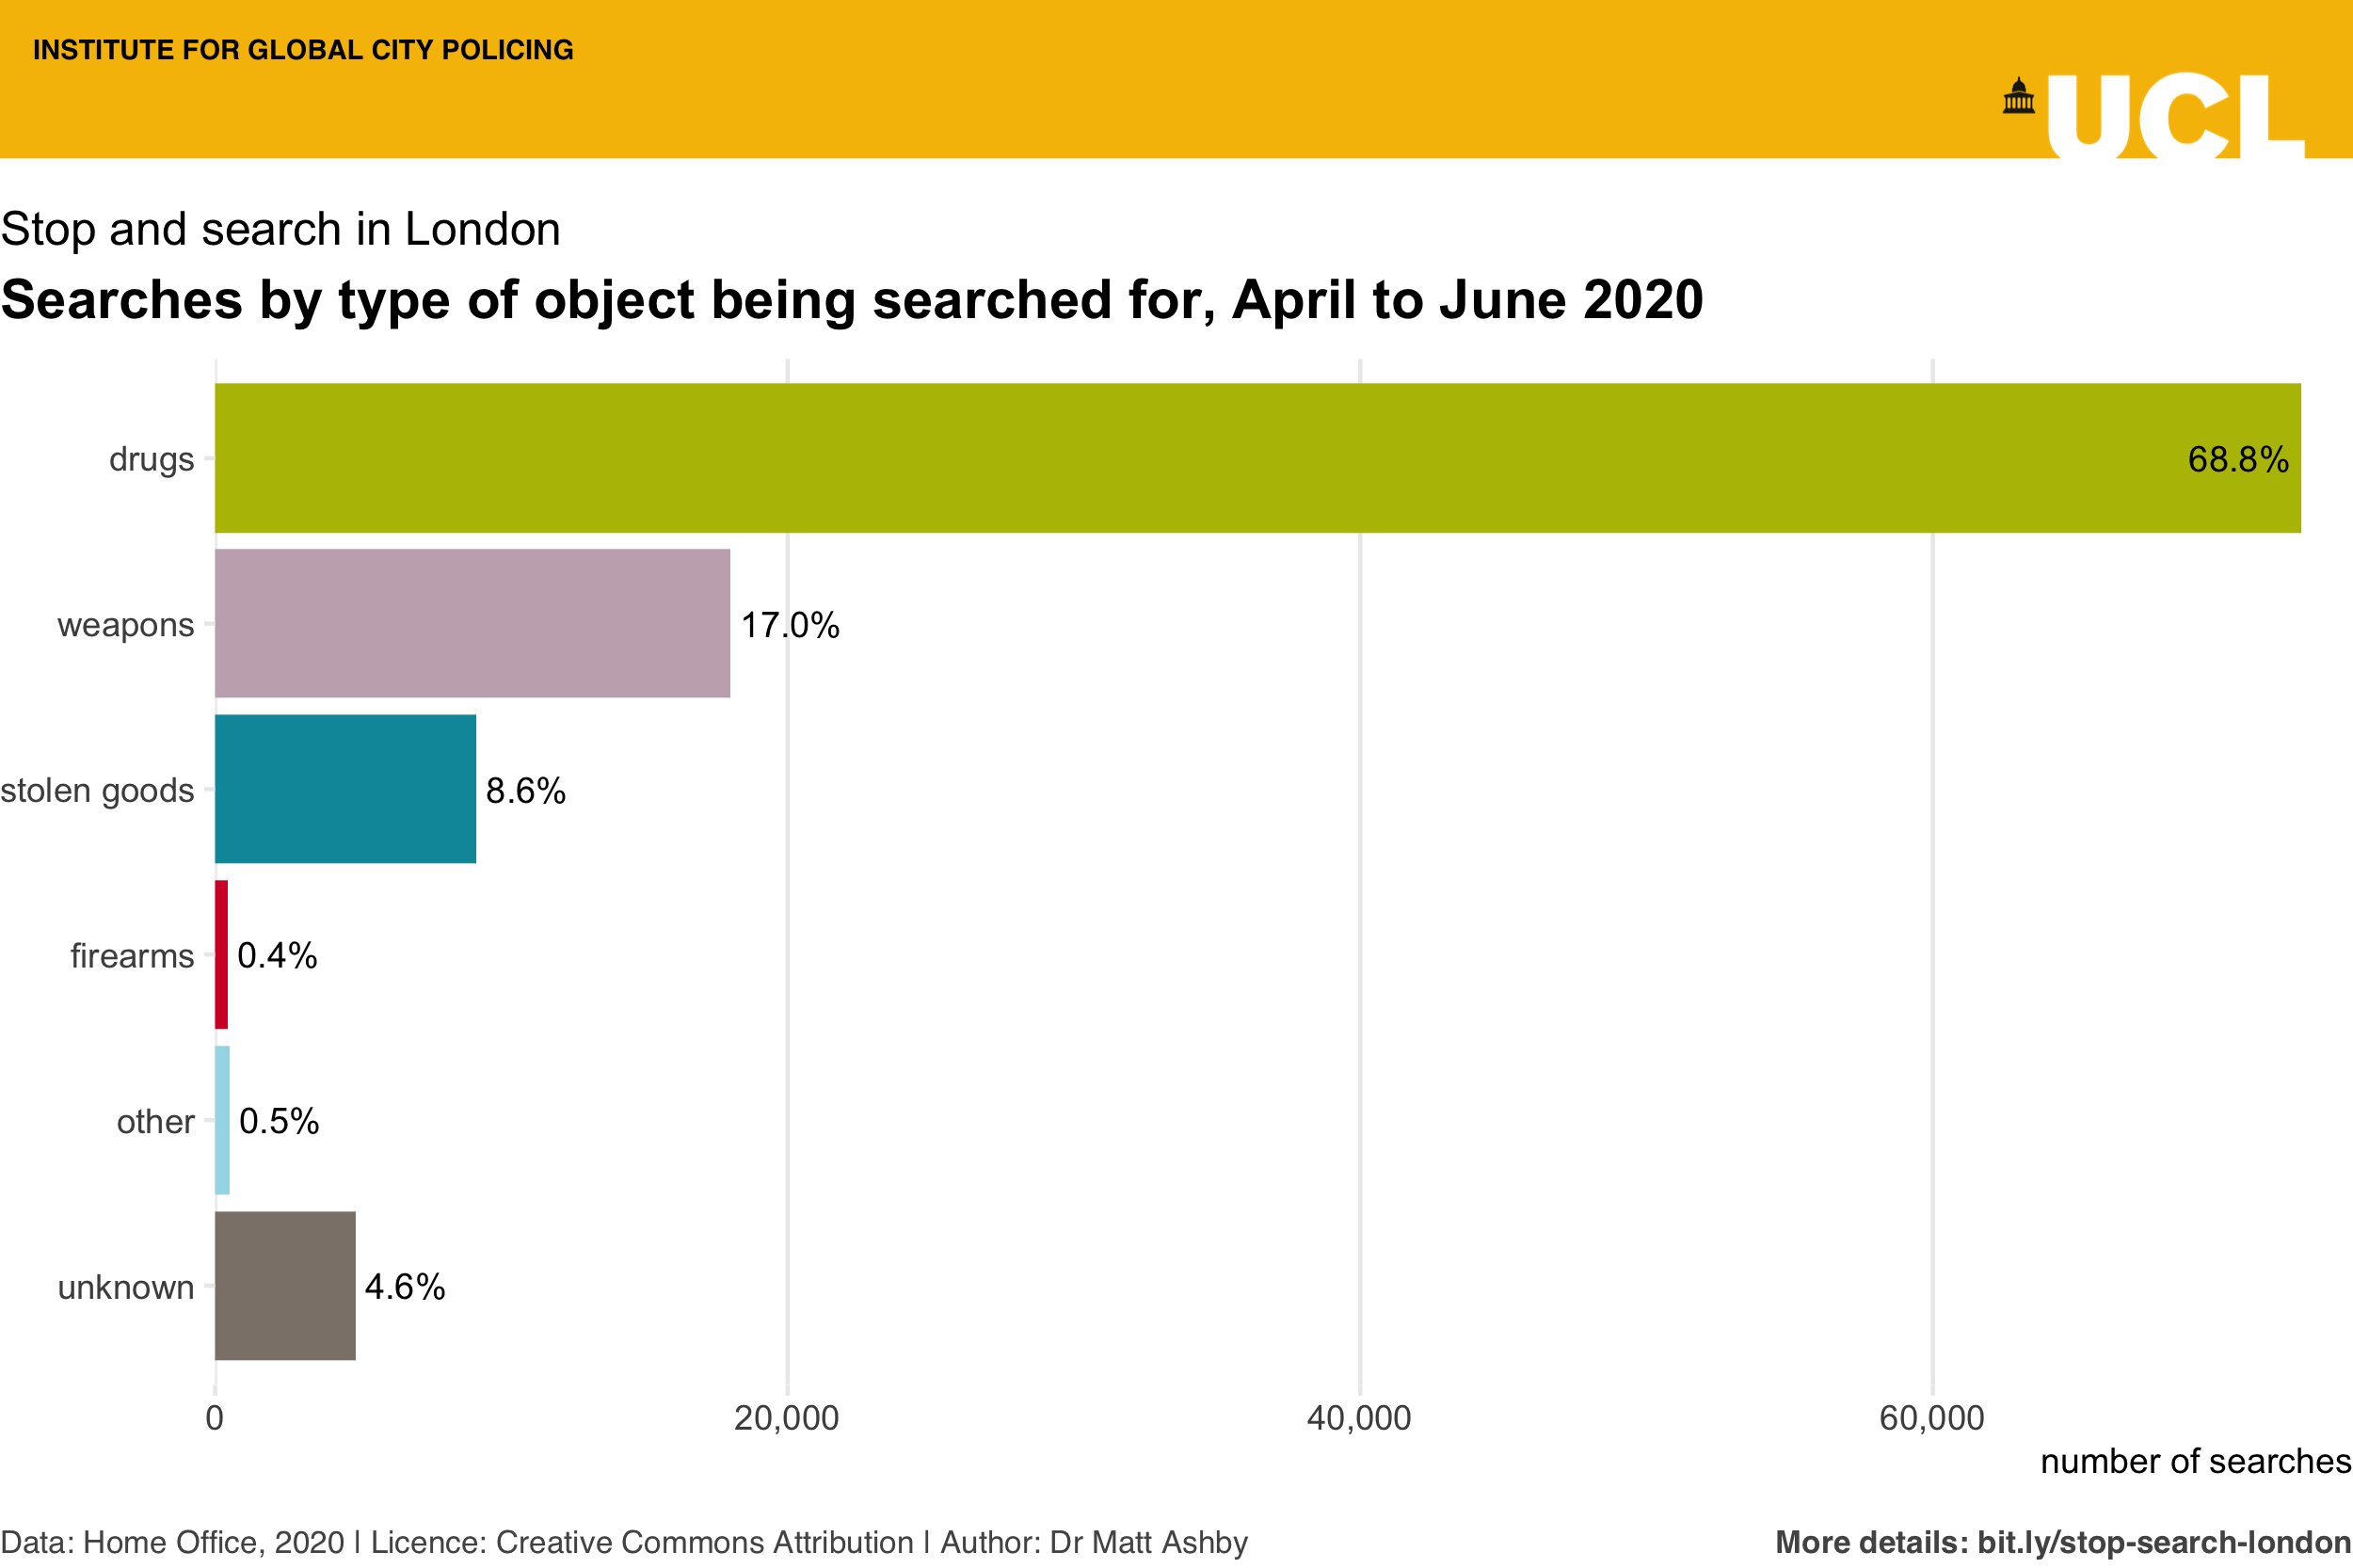 INSTITUTE FOR GLOBAL CITY POLICING
UCL
Stop and search in London
Searches by type of object being searched for, April to June 2020
drugs 68.8%
weapons 17.0%
stolen goods 8.6%
firearms 0.4%
other 0.5%
unknown 4.6%
0 20,000 40,000 60,000
number of searches
Data: Home Office, 2020 | Licence: Creative Commons Attribution | Author: Dr Matt Ashby More details: bit.ly/stop-search-london